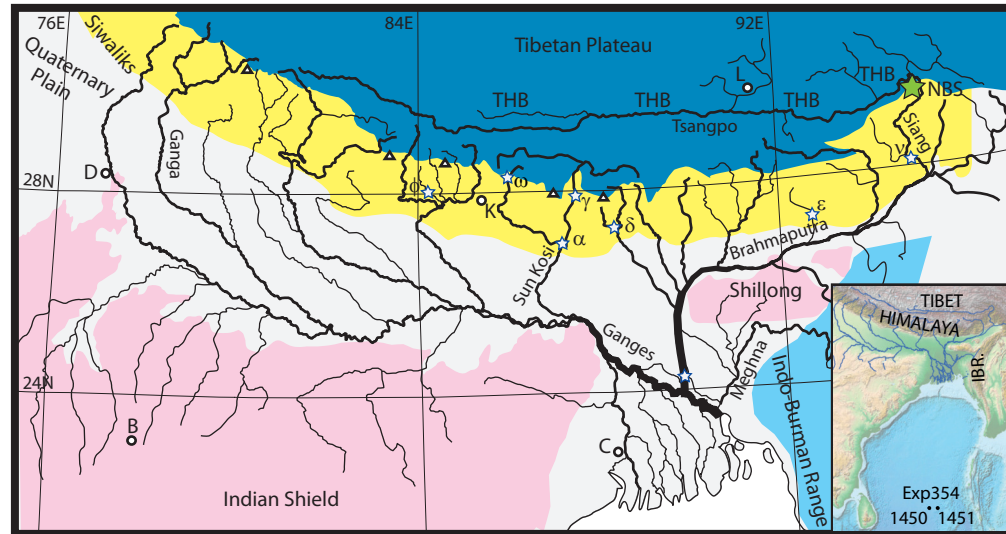 76E
84E
92E
Siwaliks
Quaternary
Plain
Tibetan Plateau
L
THB
THB
THB
THB
NBS
Tsangpo
Siang
Ganga
D
28N
φ
ω
K
γ
α
δ
ε
ν
Sun Kosi
Brahmaputra
Shillong
Ganges
Meghna
24N
B
C
Indian Shield
Indo-Burman Range
TIBET
HIMALAYA
IBR.
Exp354
1450 1451